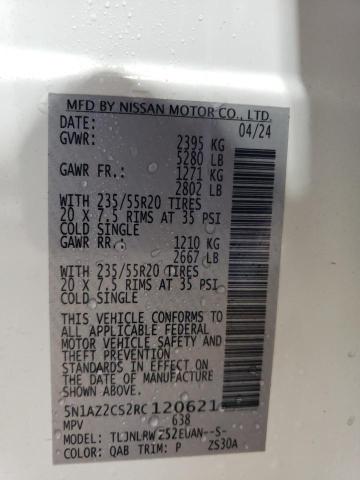 MFD BY NISSAN MOTOR CO., LTD.
DATE: 04/24
GVWR: 2395 KG
5280 LB
GAWR FR.: 1271 KG
2802 LB
WITH 235/55R20 TIRES
20 X 7.5 RIMS AT 35 PSI
COLD SINGLE
GAWR RR.: 1210 KG
2667 LB
WITH 235/55R20 TIRES
20 X 7.5 RIMS AT 35 PSI
COLD SINGLE
THIS VEHICLE CONFORMS TO
ALL APPLICABLE FEDERAL
MOTOR VEHICLE SAFETY AND
THEFT PREVENTION
STANDARDS IN EFFECT ON
THE DATE OF MANUFACTURE
SHOWN ABOVE.
5N1AZ2CS2RC120621
MPV 638
MODEL:
COLOR: QAB TRIM: P ZS30A